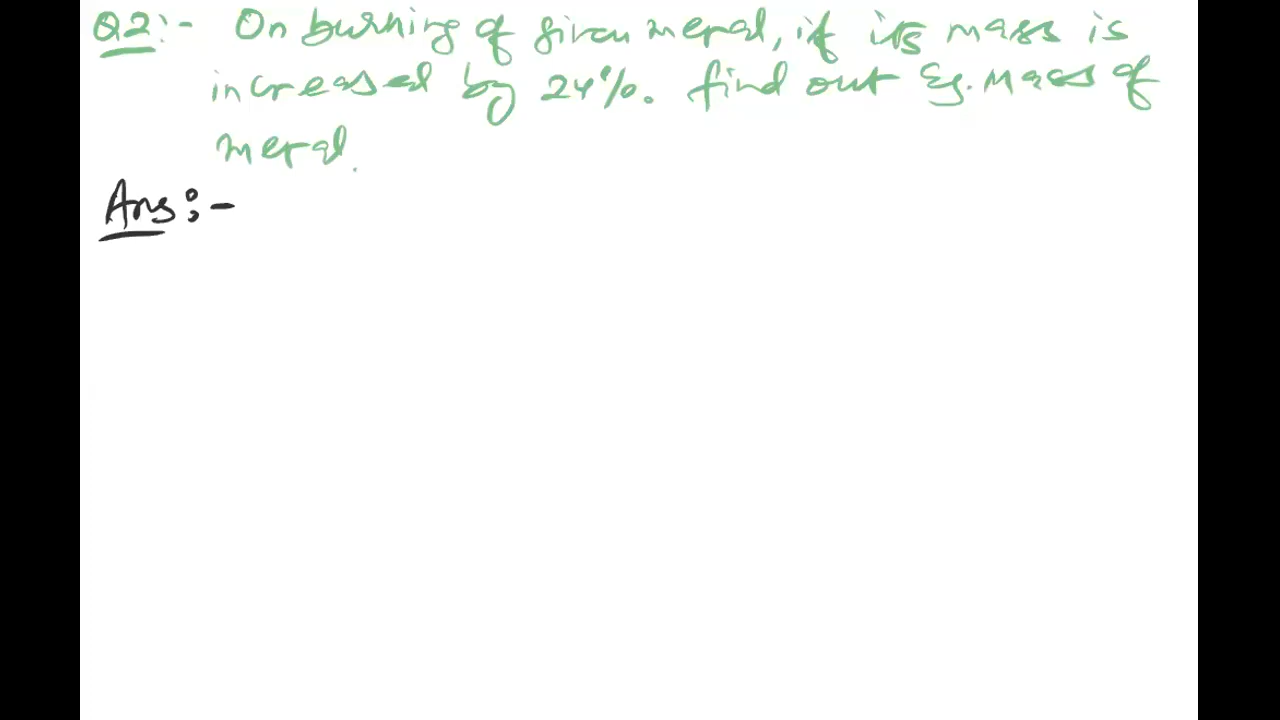 Q2:- On burning of given metal, if its mass is
increased by 24%. find out Eq. mass of
metal.
Ans:-